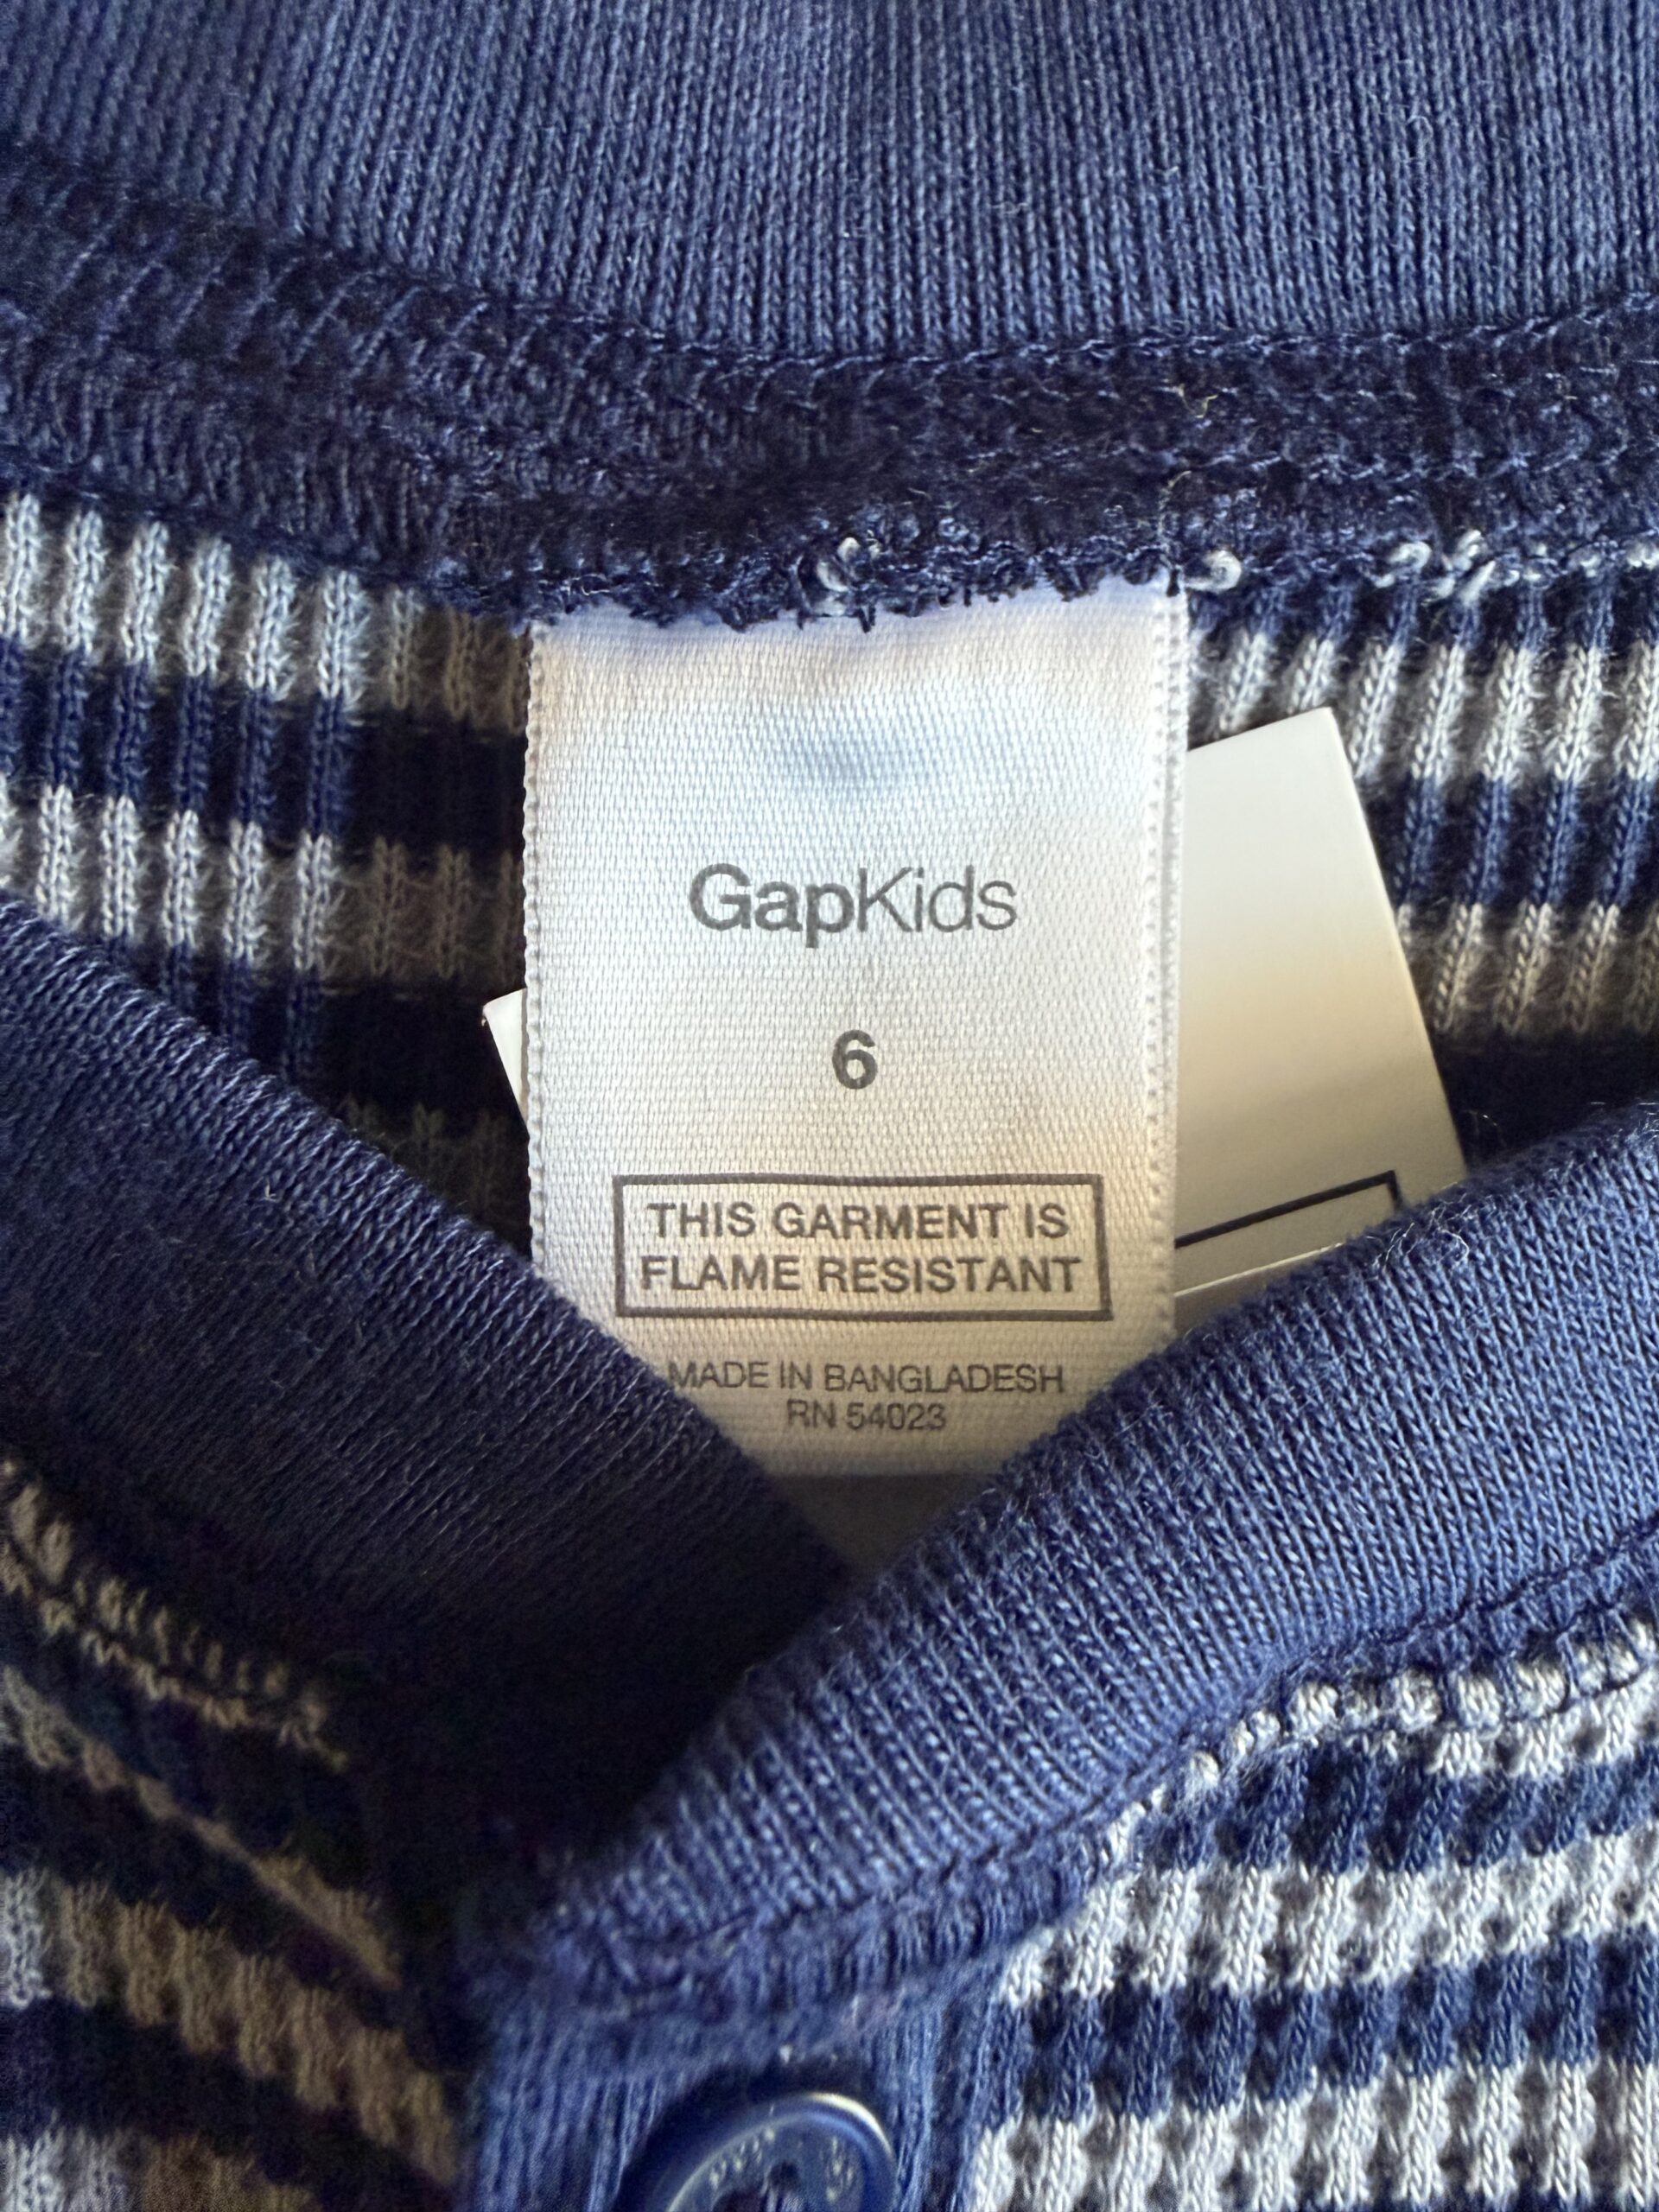 GapKids
6
THIS GARMENT IS
FLAME RESISTANT
MADE IN BANGLADESH
RN 54023